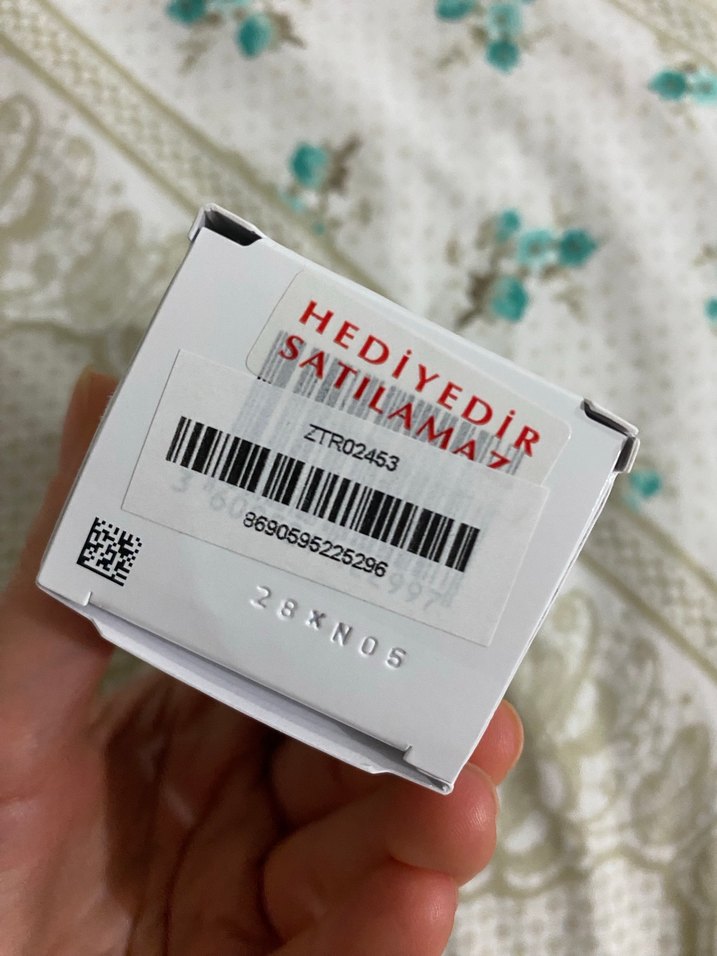 HEDİYEDİR
SATILAMAZ
ZTR02453
8690595225296
28XN05